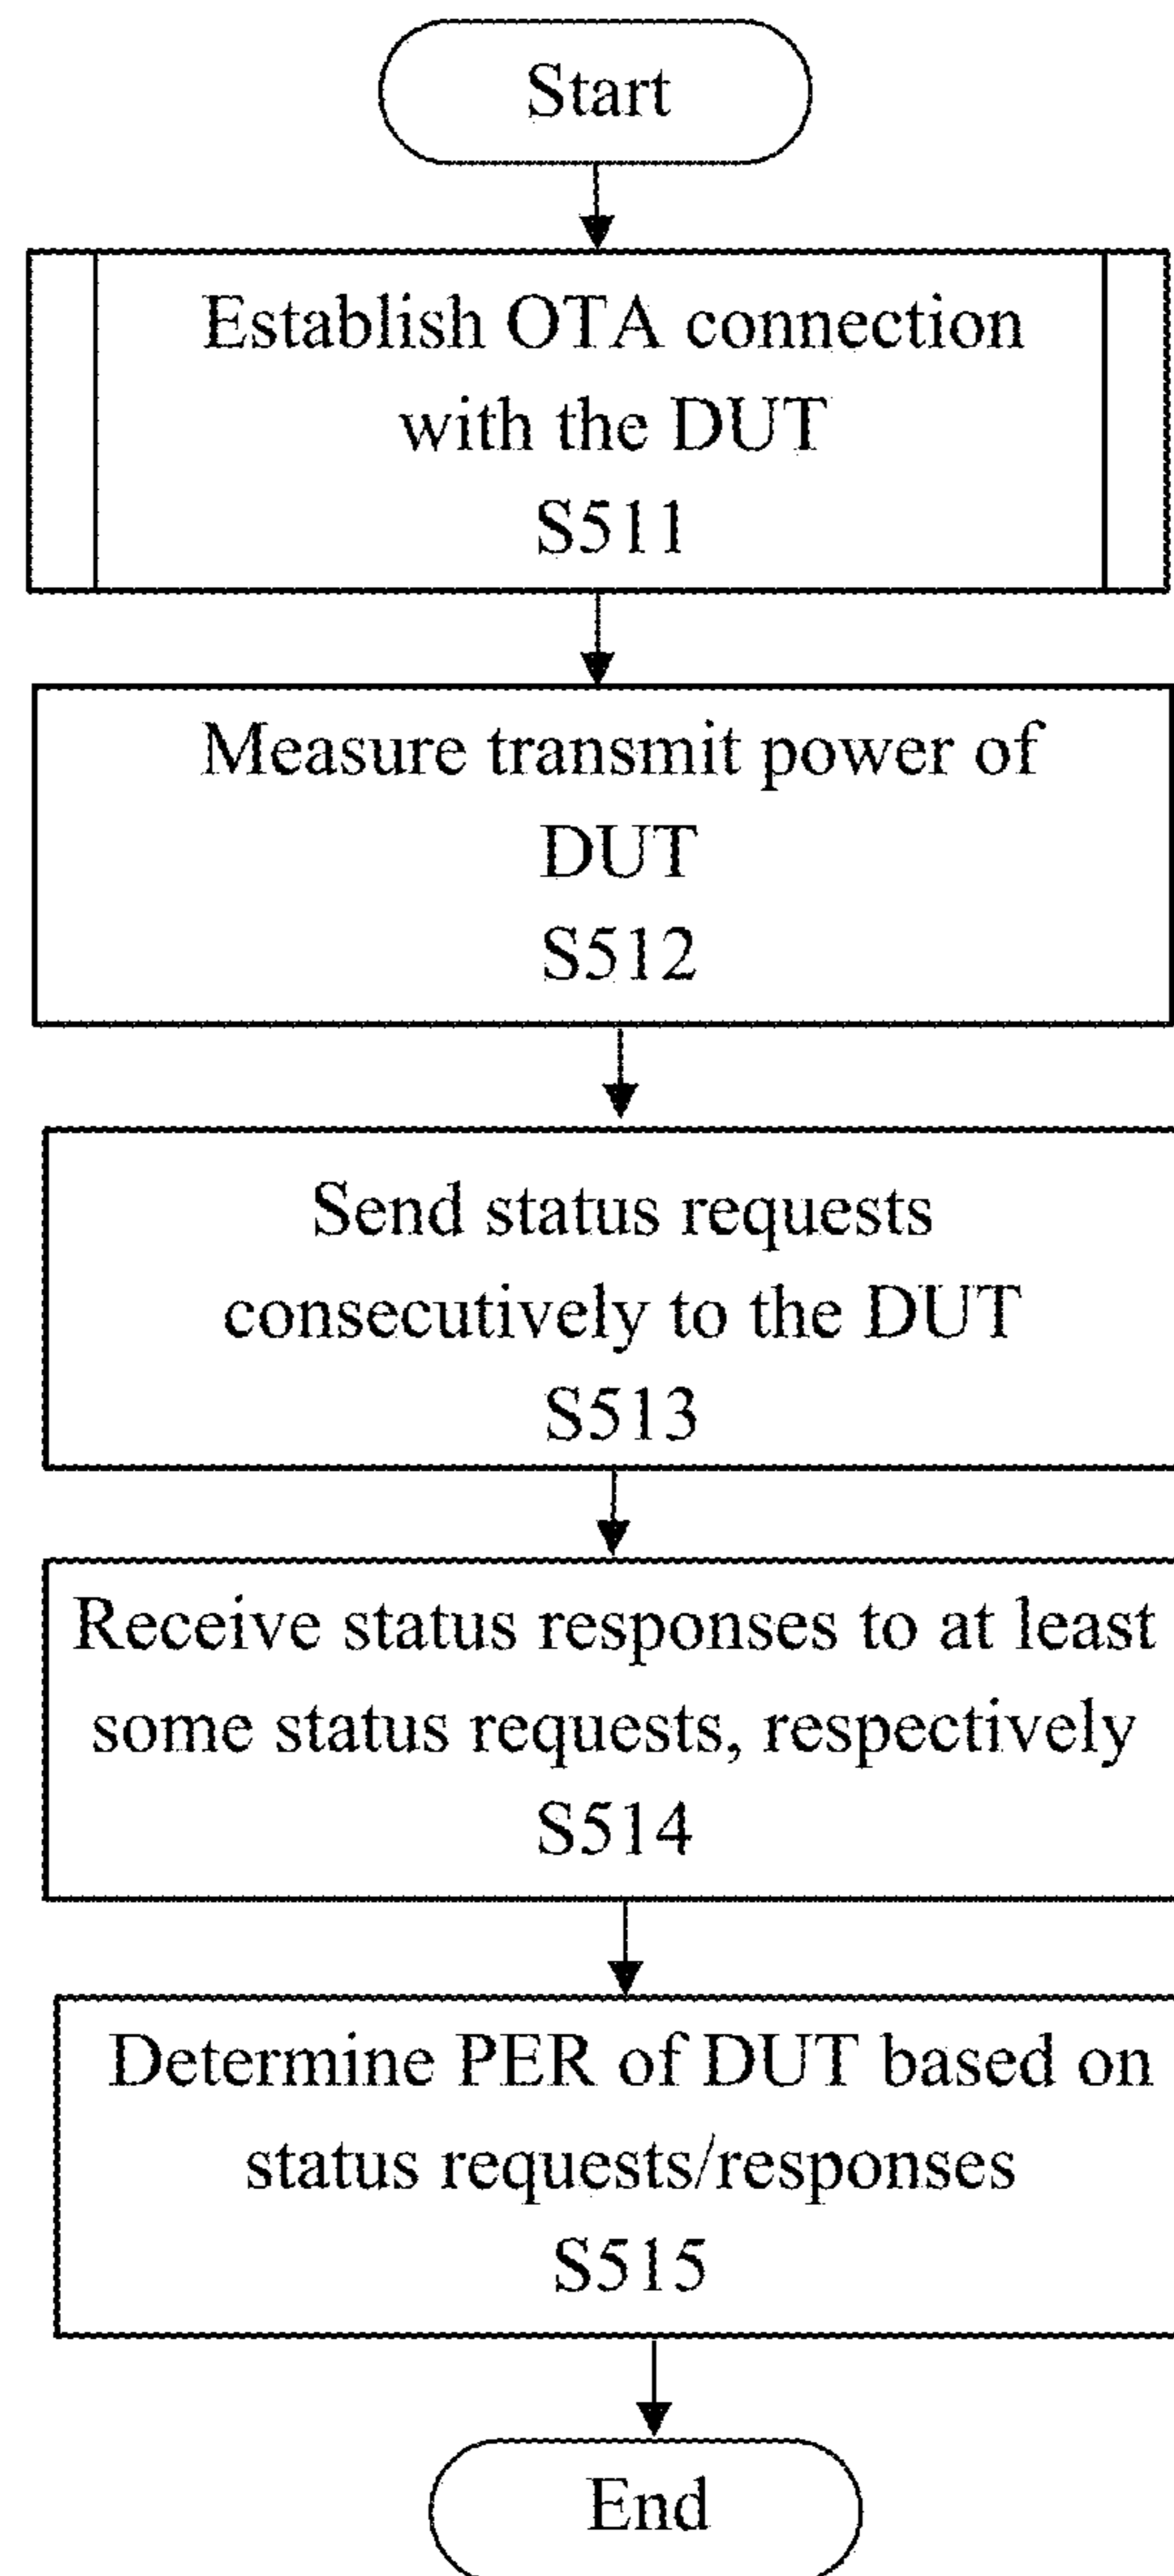 Start
Establish OTA connection
with the DUT
S511
Measure transmit power of
DUT
S512
Send status requests
consecutively to the DUT
S513
Receive status responses to at least
some status requests, respectively
S514
Determine PER of DUT based on
status requests/responses
S515
End